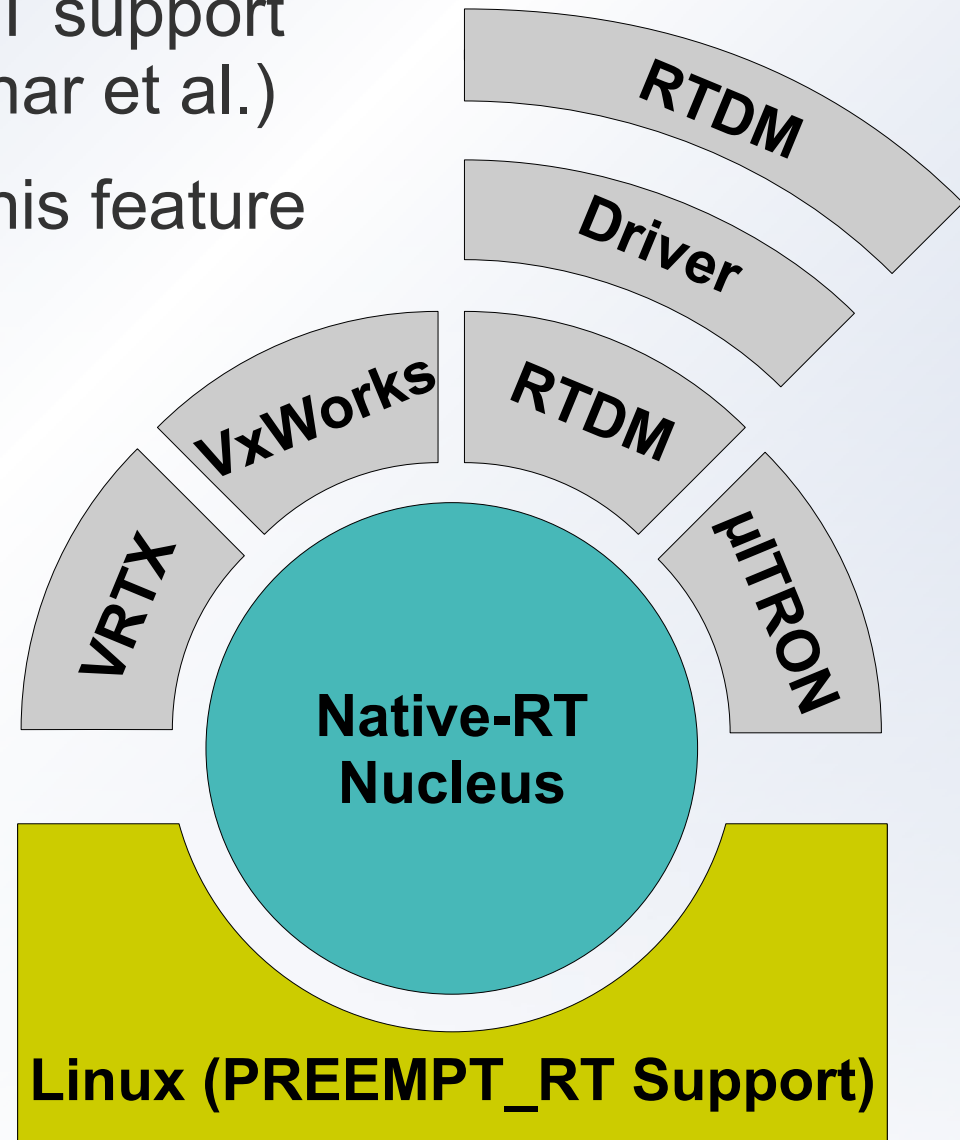 T support
nar et al.)
his feature
RTDM
Driver
VxWorks
RTDM
VRTX
µITRON
Native-RT
Nucleus
Linux (PREEMPT_RT Support)